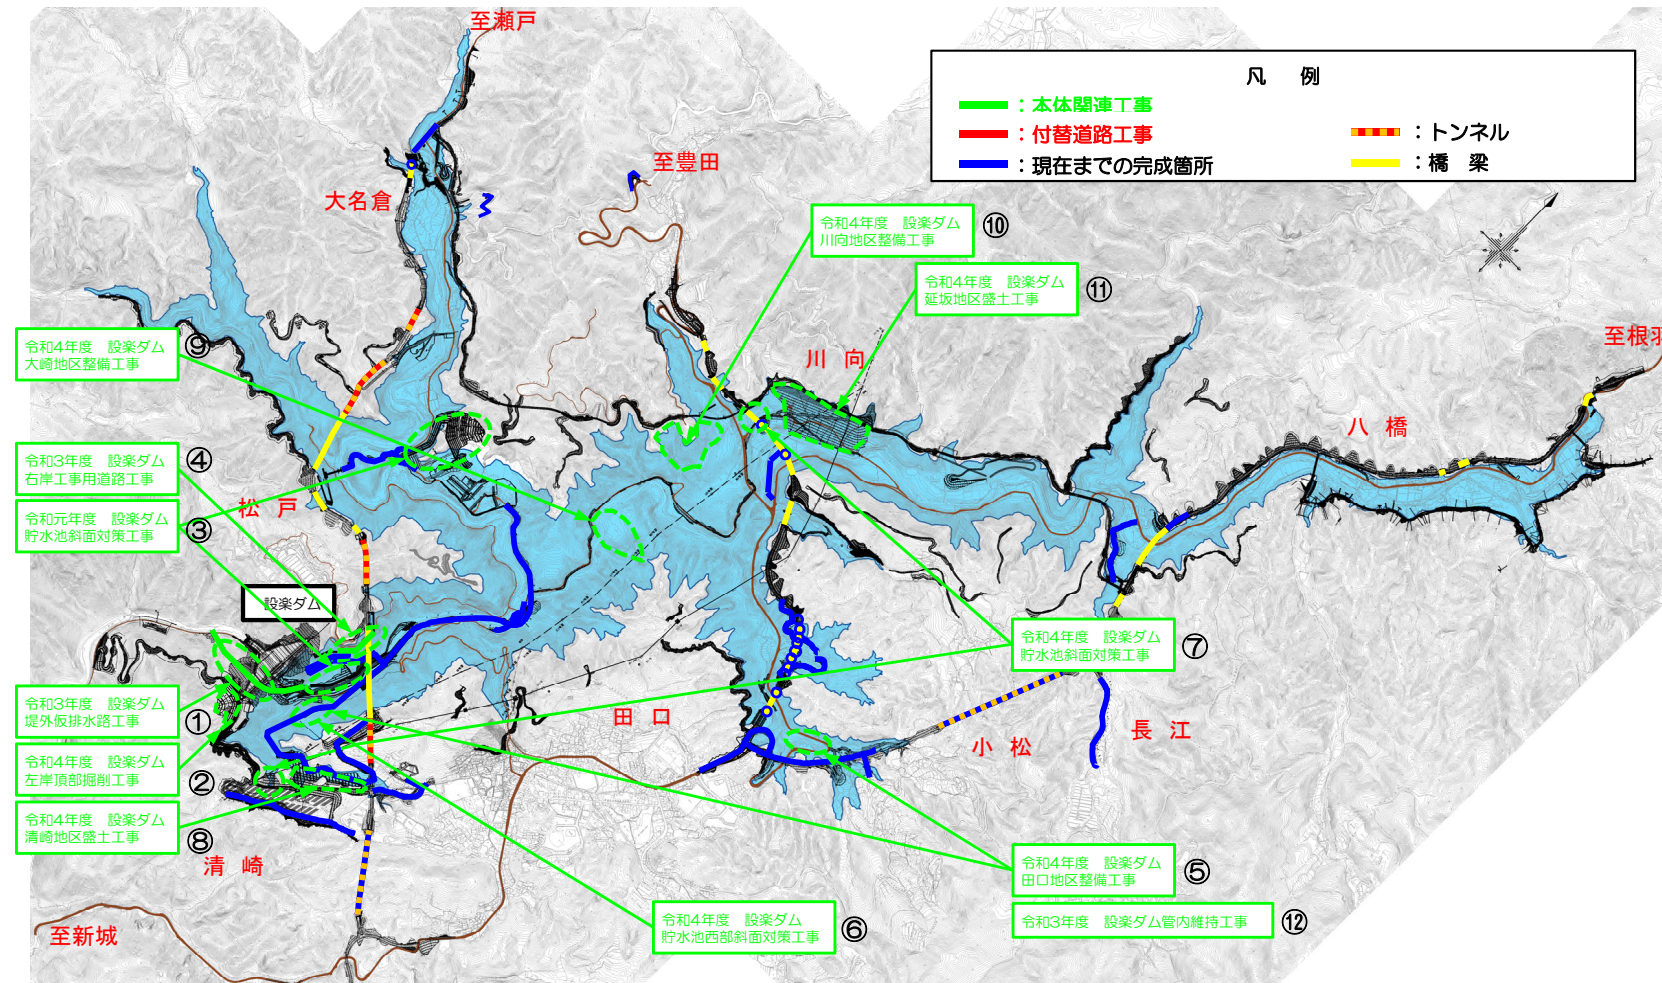 至瀬戸
凡 例
：本体関連工事
：付替道路工事
：トンネル
：現在までの完成箇所
：橋 梁
至豊田
大名倉
令和4年度 設楽ダム
川向地区整備工事
⑩
令和4年度 設楽ダム
延坂地区盛土工事
⑪
至根羽
令和4年度 設楽ダム
大崎地区整備工事
⑨
川 向
八 橋
令和3年度 設楽ダム
右岸工事用道路工事
④
松 戸
令和元年度 設楽ダム
貯水池斜面対策工事
③
設楽ダム
令和4年度 設楽ダム
貯水池斜面対策工事
⑦
令和3年度 設楽ダム
堤外仮排水路工事
①
田 口
小 松
長 江
令和4年度 設楽ダム
左岸頂部掘削工事
②
令和4年度 設楽ダム
清崎地区盛土工事
⑧
清 崎
令和4年度 設楽ダム
田口地区整備工事
⑤
令和4年度 設楽ダム
貯水池西部斜面対策工事
⑥
令和3年度 設楽ダム管内維持工事
⑫
至新城